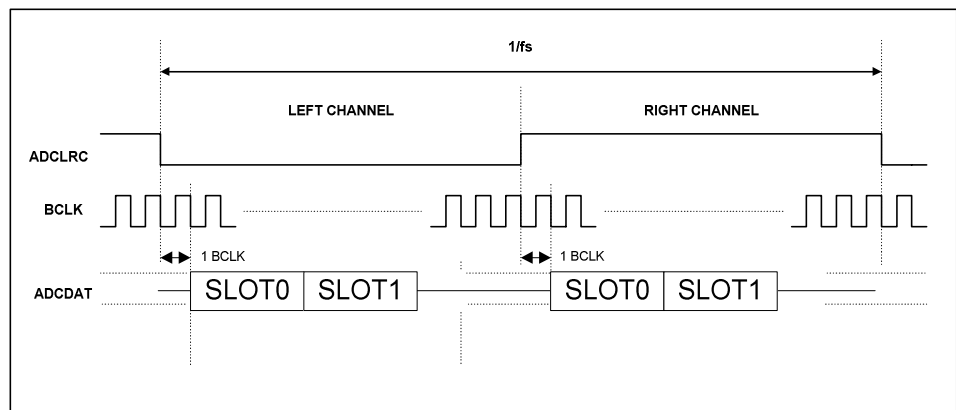 1/fs
LEFT CHANNEL RIGHT CHANNEL
ADCLRC
BCLK
1 BCLK 1 BCLK
ADCDAT SLOT0 SLOT1 SLOT0 SLOT1